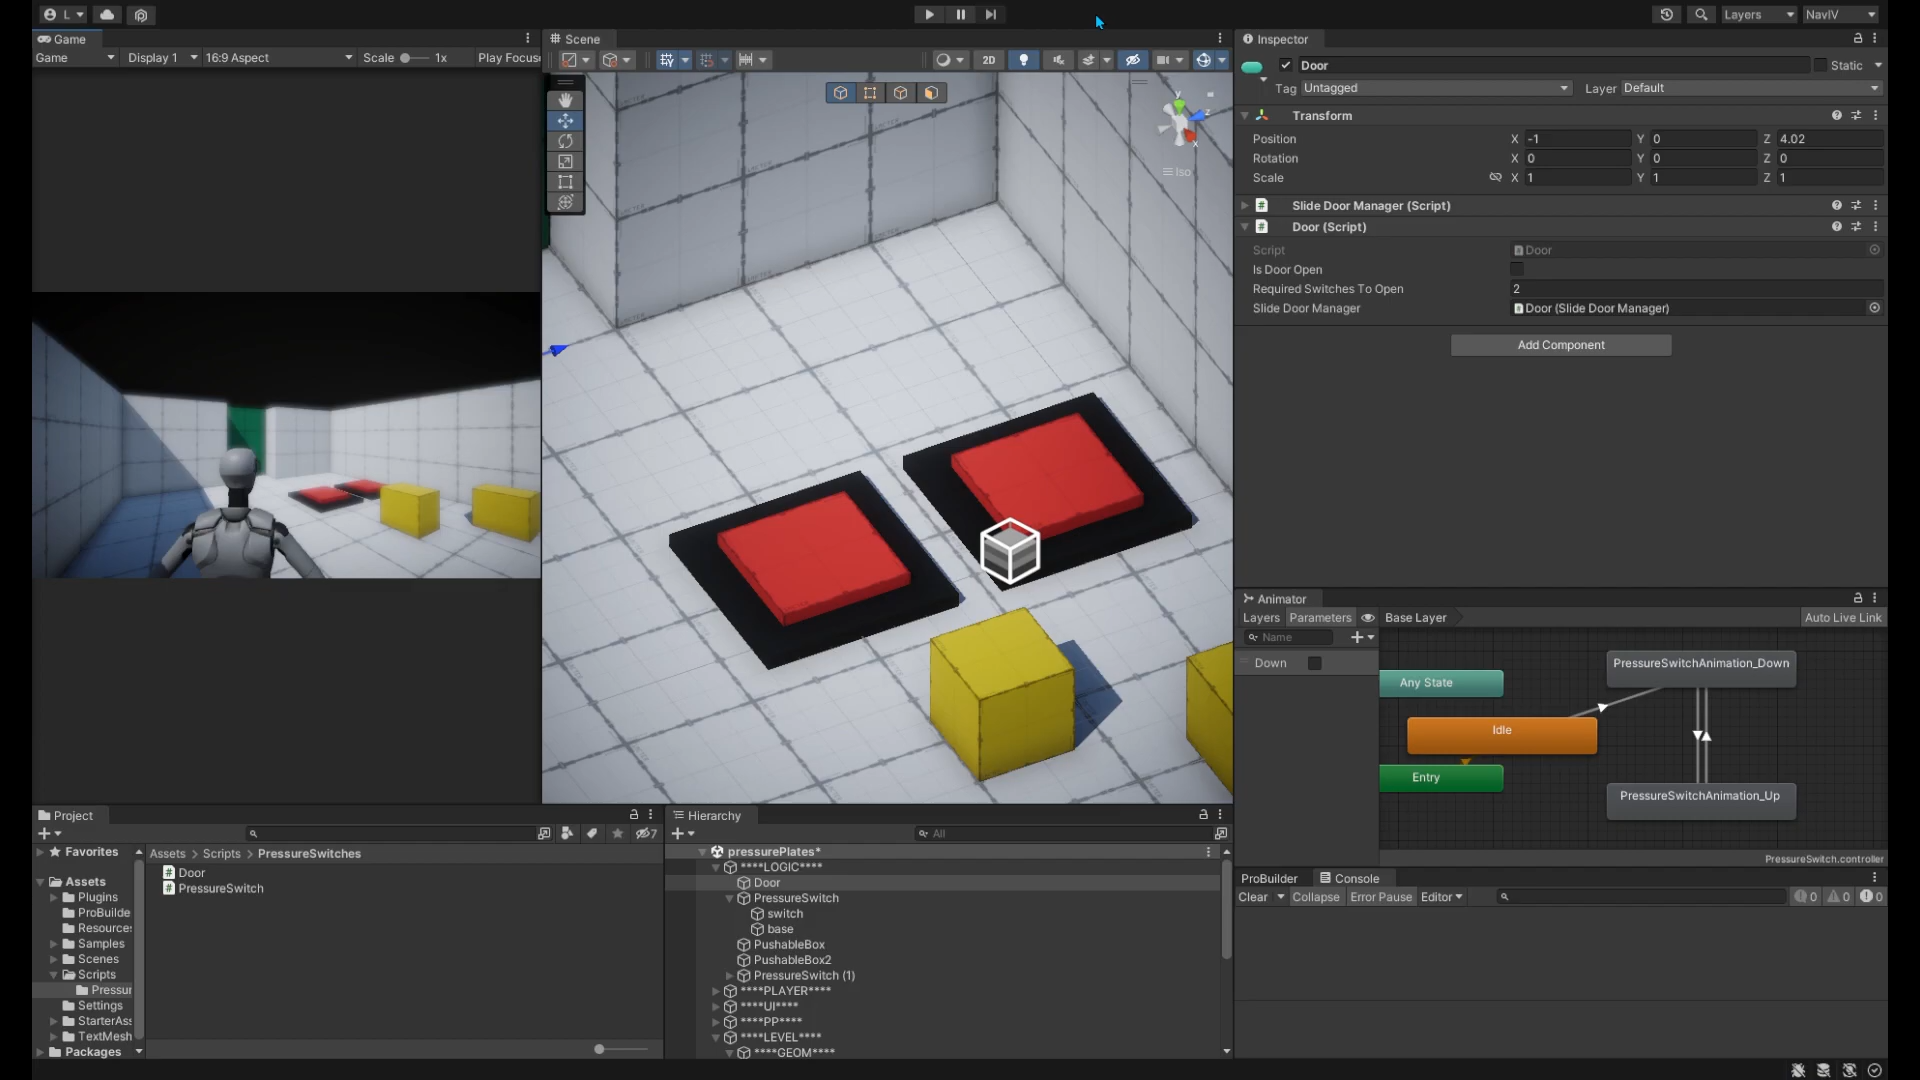 L
Layers
NavIV
Game
Game
Display 1
16:9 Aspect
Scale
1x
Play Focus
Scene
2D
y
z
x
Iso
Inspector
Door
Static
Tag
Untagged
Layer
Default
Transform
Position
X
-1
Y
0
Z
4.02
Rotation
X
0
Y
0
Z
0
Scale
X
1
Y
1
Z
1
Slide Door Manager (Script)
Door (Script)
Script
Door
Is Door Open
Required Switches To Open
2
Slide Door Manager
Door (Slide Door Manager)
Add Component
Animator
Layers
Parameters
Base Layer
Auto Live Link
Name
Down
Any State
Idle
Entry
PressureSwitchAnimation_Down
PressureSwitchAnimation_Up
PressureSwitch.controller
Project
7
Favorites
Assets
Plugins
ProBuilde
Resources
Samples
Scenes
Scripts
Pressur
Settings
StarterAss
TextMesh
Packages
Assets > Scripts > PressureSwitches
Door
PressureSwitch
Hierarchy
All
pressurePlates*
****LOGIC****
Door
PressureSwitch
switch
base
PushableBox
PushableBox2
PressureSwitch (1)
****PLAYER****
****UI****
****PP****
****LEVEL****
****GEOM****
ProBuilder
Console
Clear
Collapse
Error Pause
Editor
0
0
0